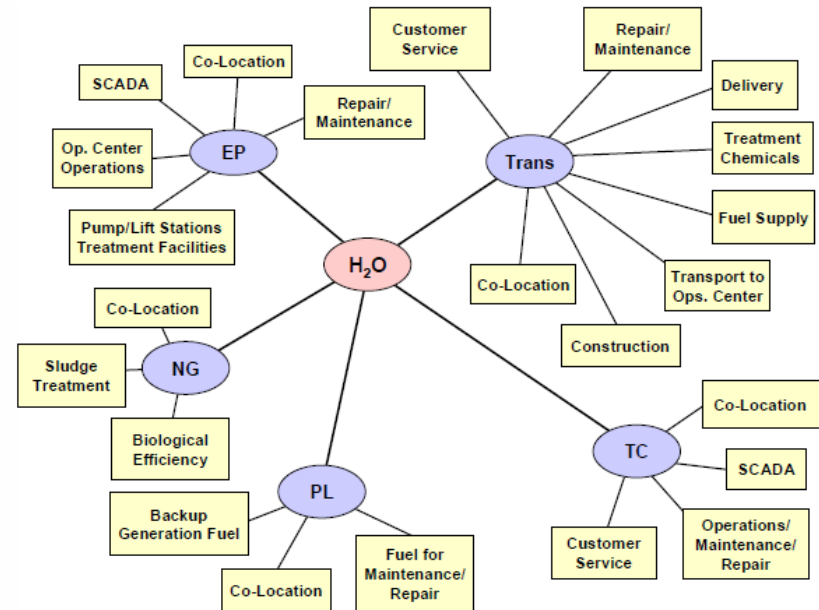 Customer
Service
Repair/
Maintenance
Co-Location
SCADA
Repair/
Maintenance
Delivery
Op. Center
Operations
EP
Trans
Treatment
Chemicals
Pump/Lift Stations
Treatment Facilities
Fuel Supply
H₂O
Co-Location
Transport to
Ops. Center
Co-Location
Construction
Sludge
Treatment
NG
Co-Location
Biological
Efficiency
TC
SCADA
PL
Backup
Generation Fuel
Customer
Service
Operations/
Maintenance/
Repair
Co-Location
Fuel for
Maintenance/
Repair